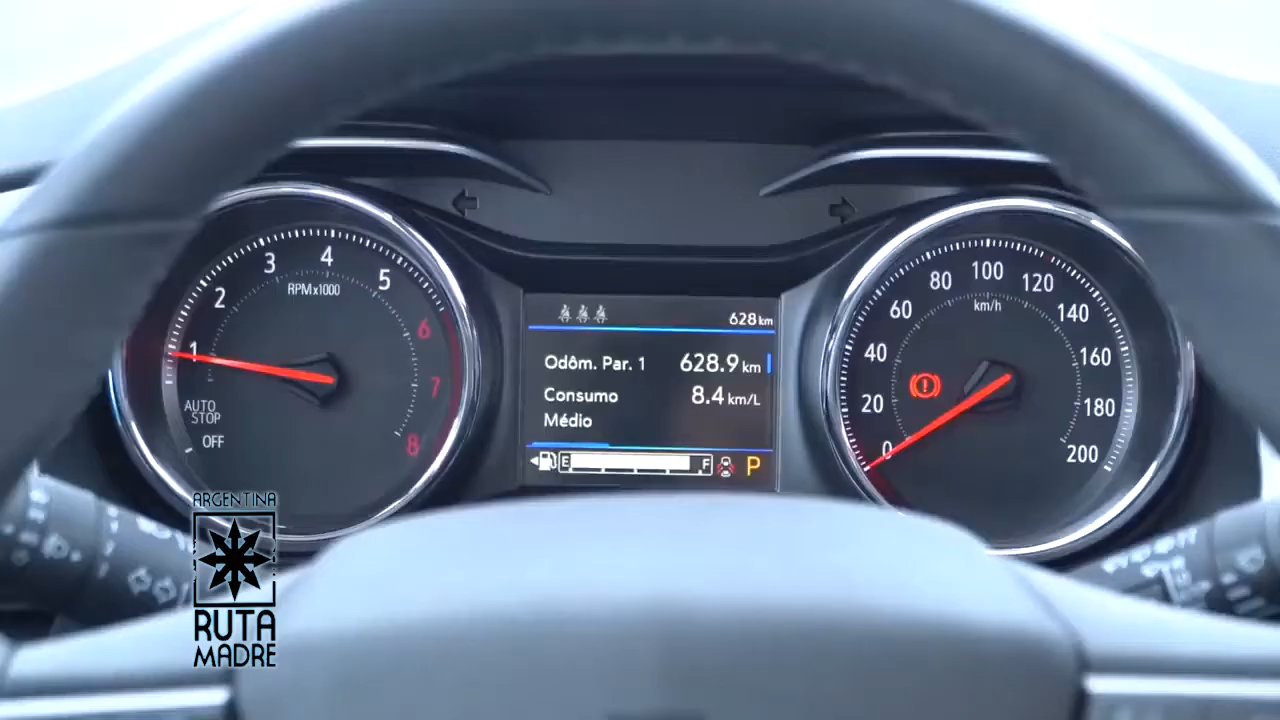 1
2
3
4
5
6
7
8
RPMx1000
AUTO
STOP
OFF
628 km
Odôm. Par. 1 628.9 km
Consumo 8.4 km/L
Médio
E F P
0
20
40
60
80
100
120
140
160
180
200
km/h
ARGENTINA
RUTA
MADRE